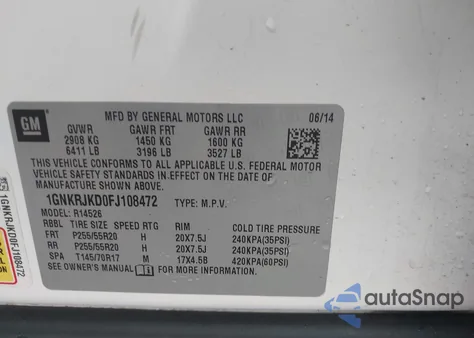 MFD BY GENERAL MOTORS LLC 06/14
GM
GVWR GAWR FRT GAWR RR
2908 KG 1450 KG 1600 KG
6411 LB 3196 LB 3527 LB
THIS VEHICLE CONFORMS TO ALL APPLICABLE U.S. FEDERAL MOTOR
VEHICLE SAFETY STANDARDS IN EFFECT ON THE DATE OF
MANUFACTURE SHOWN ABOVE.
1GNKRJKD0FJ108472 TYPE: M.P.V.
MODEL: R14526
RBBL TIRE SIZE SPEED RTG RIM COLD TIRE PRESSURE
FRT P255/55R20 H 20X7.5J 240KPA(35PSI)
RR P255/55R20 H 20X7.5J 240KPA(35PSI)
SPA T145/70R17 M 17X4.5B 420KPA(60PSI)
SEE OWNER'S MANUAL FOR MORE INFORMATION.
1GNKRJKD0FJ108472
autoSnap